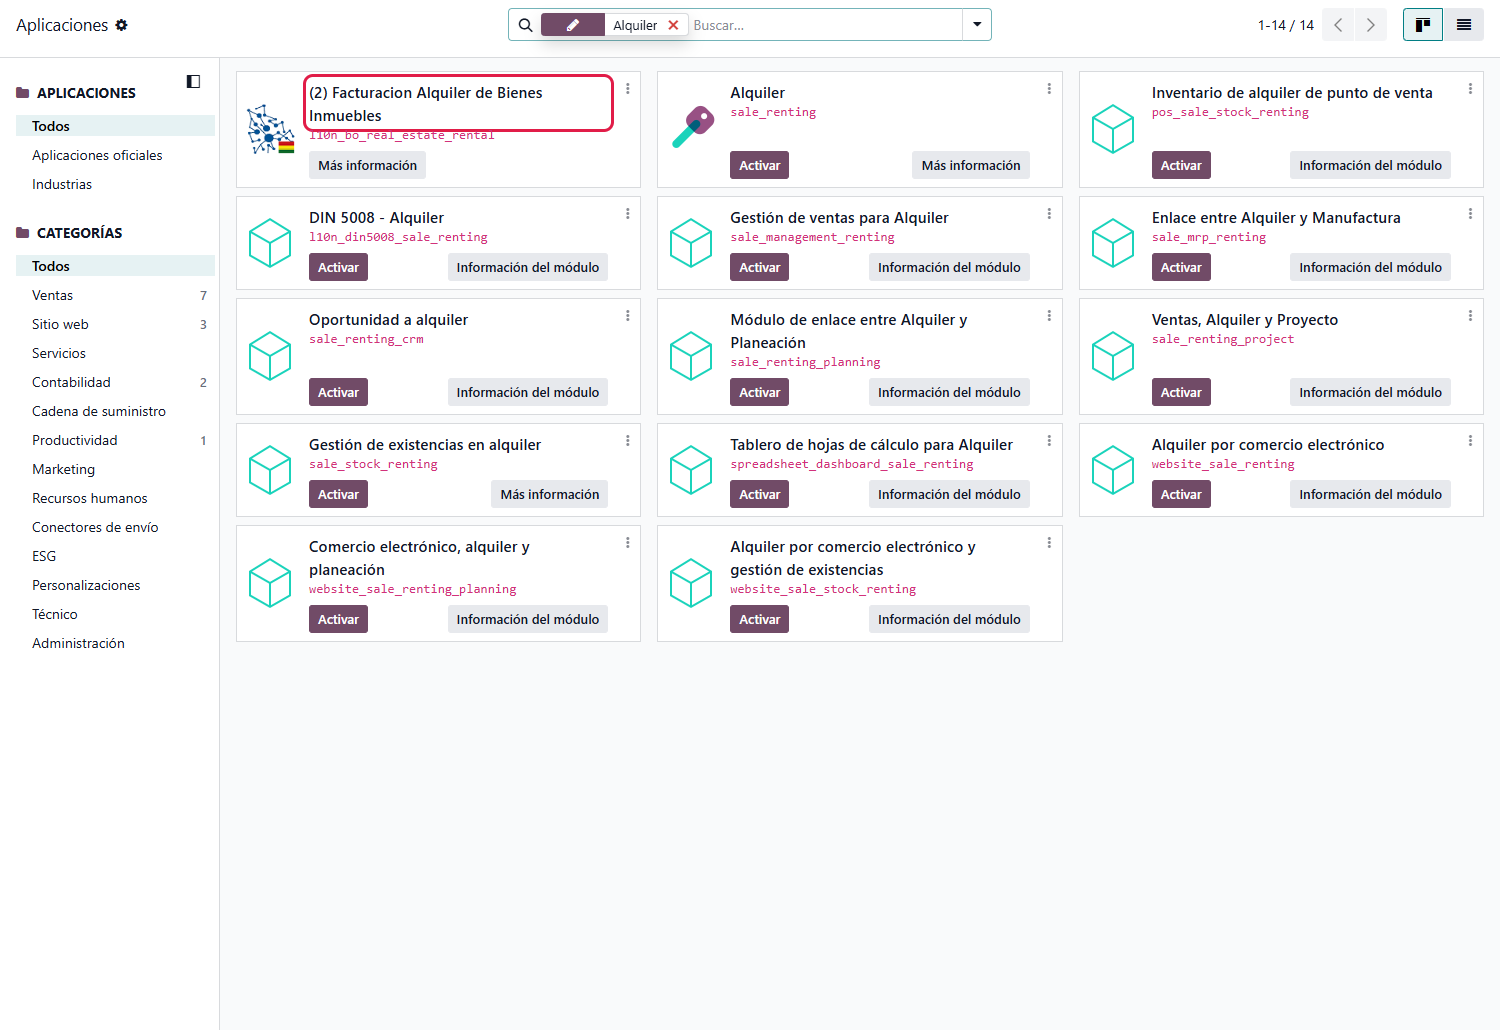 Aplicaciones
Alquiler
Buscar...
1-14 / 14
APLICACIONES
Todos
Aplicaciones oficiales
Industrias
CATEGORÍAS
Todos
Ventas 7
Sitio web 3
Servicios
Contabilidad 2
Cadena de suministro
Productividad 1
Marketing
Recursos humanos
Conectores de envío
ESG
Personalizaciones
Técnico
Administración
(2) Facturacion Alquiler de Bienes
Inmuebles
l10n_bo_real_estate_rental
Más información
Alquiler
sale_renting
Activar Más información
Inventario de alquiler de punto de venta
pos_sale_stock_renting
Activar Información del módulo
DIN 5008 - Alquiler
l10n_din5008_sale_renting
Activar Información del módulo
Gestión de ventas para Alquiler
sale_management_renting
Activar Información del módulo
Enlace entre Alquiler y Manufactura
sale_mrp_renting
Activar Información del módulo
Oportunidad a alquiler
sale_renting_crm
Activar Información del módulo
Módulo de enlace entre Alquiler y
Planeación
sale_renting_planning
Activar Información del módulo
Ventas, Alquiler y Proyecto
sale_renting_project
Activar Información del módulo
Gestión de existencias en alquiler
sale_stock_renting
Activar Más información
Tablero de hojas de cálculo para Alquiler
spreadsheet_dashboard_sale_renting
Activar Información del módulo
Alquiler por comercio electrónico
website_sale_renting
Activar Información del módulo
Comercio electrónico, alquiler y
planeación
website_sale_renting_planning
Activar Información del módulo
Alquiler por comercio electrónico y
gestión de existencias
website_sale_stock_renting
Activar Información del módulo